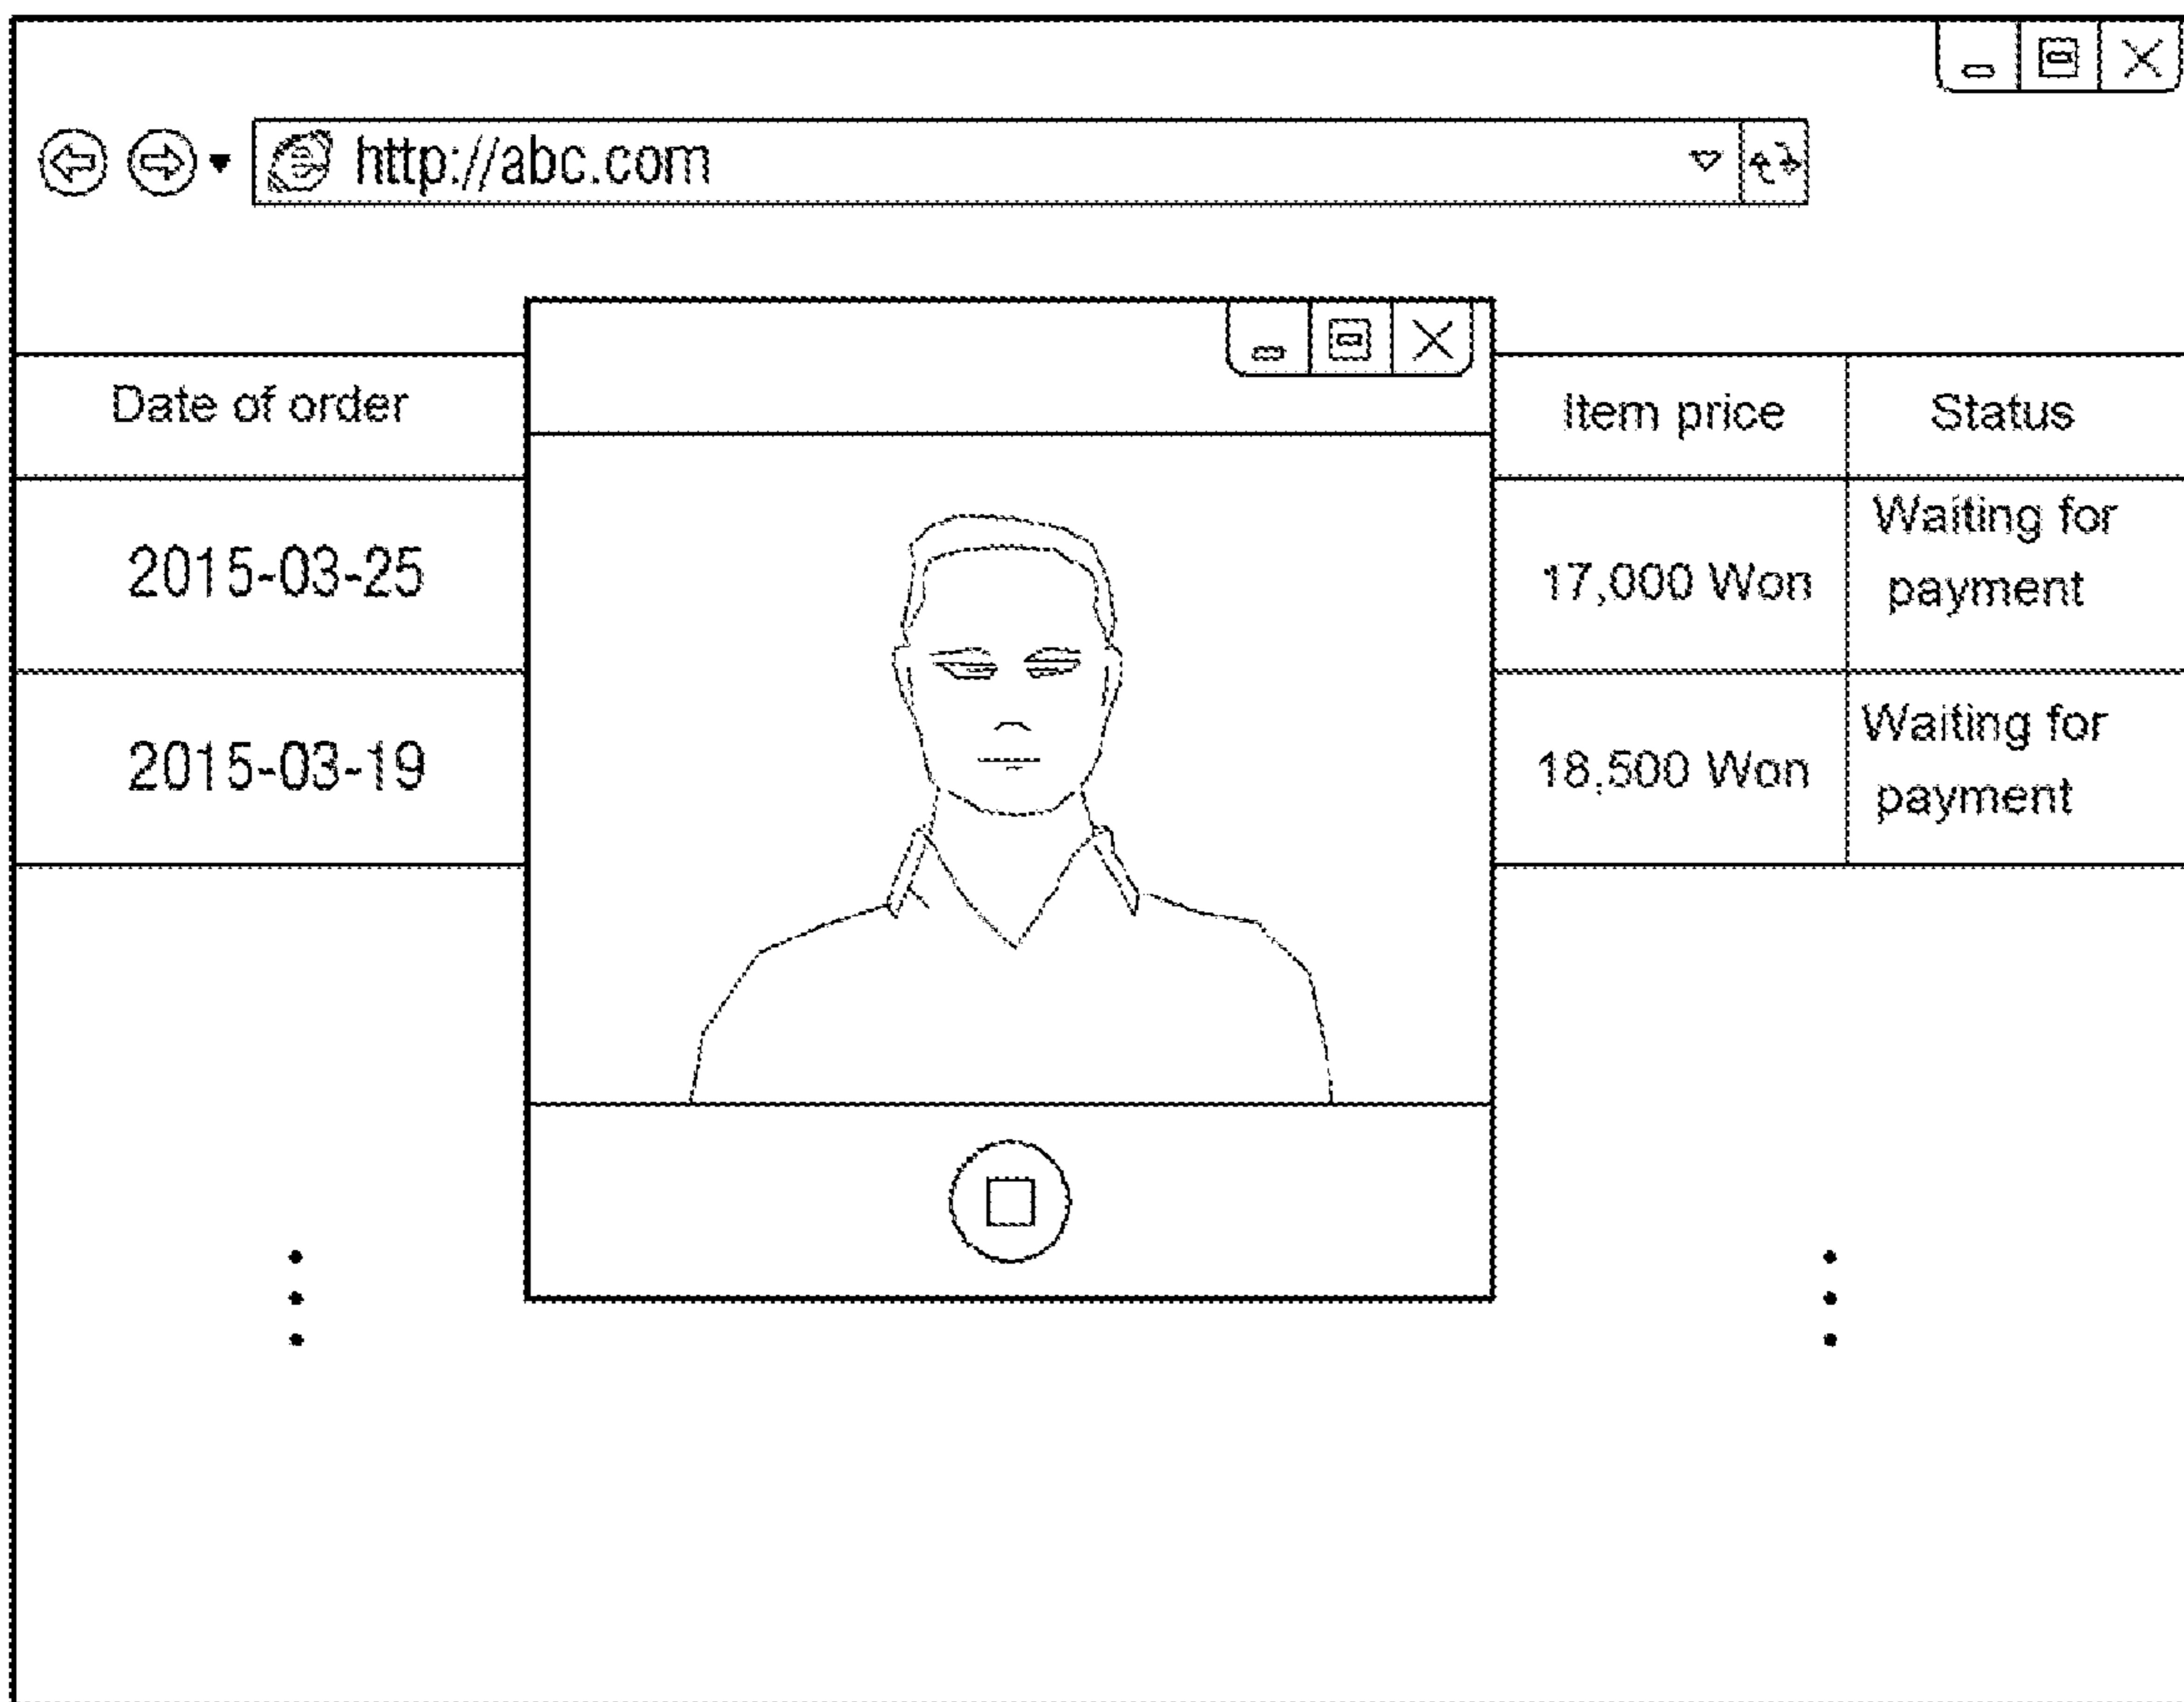 http://abc.com
Date of order
Item price
Status
2015-03-25
17,000 Won
Waiting for
payment
2015-03-19
18,500 Won
Waiting for
payment